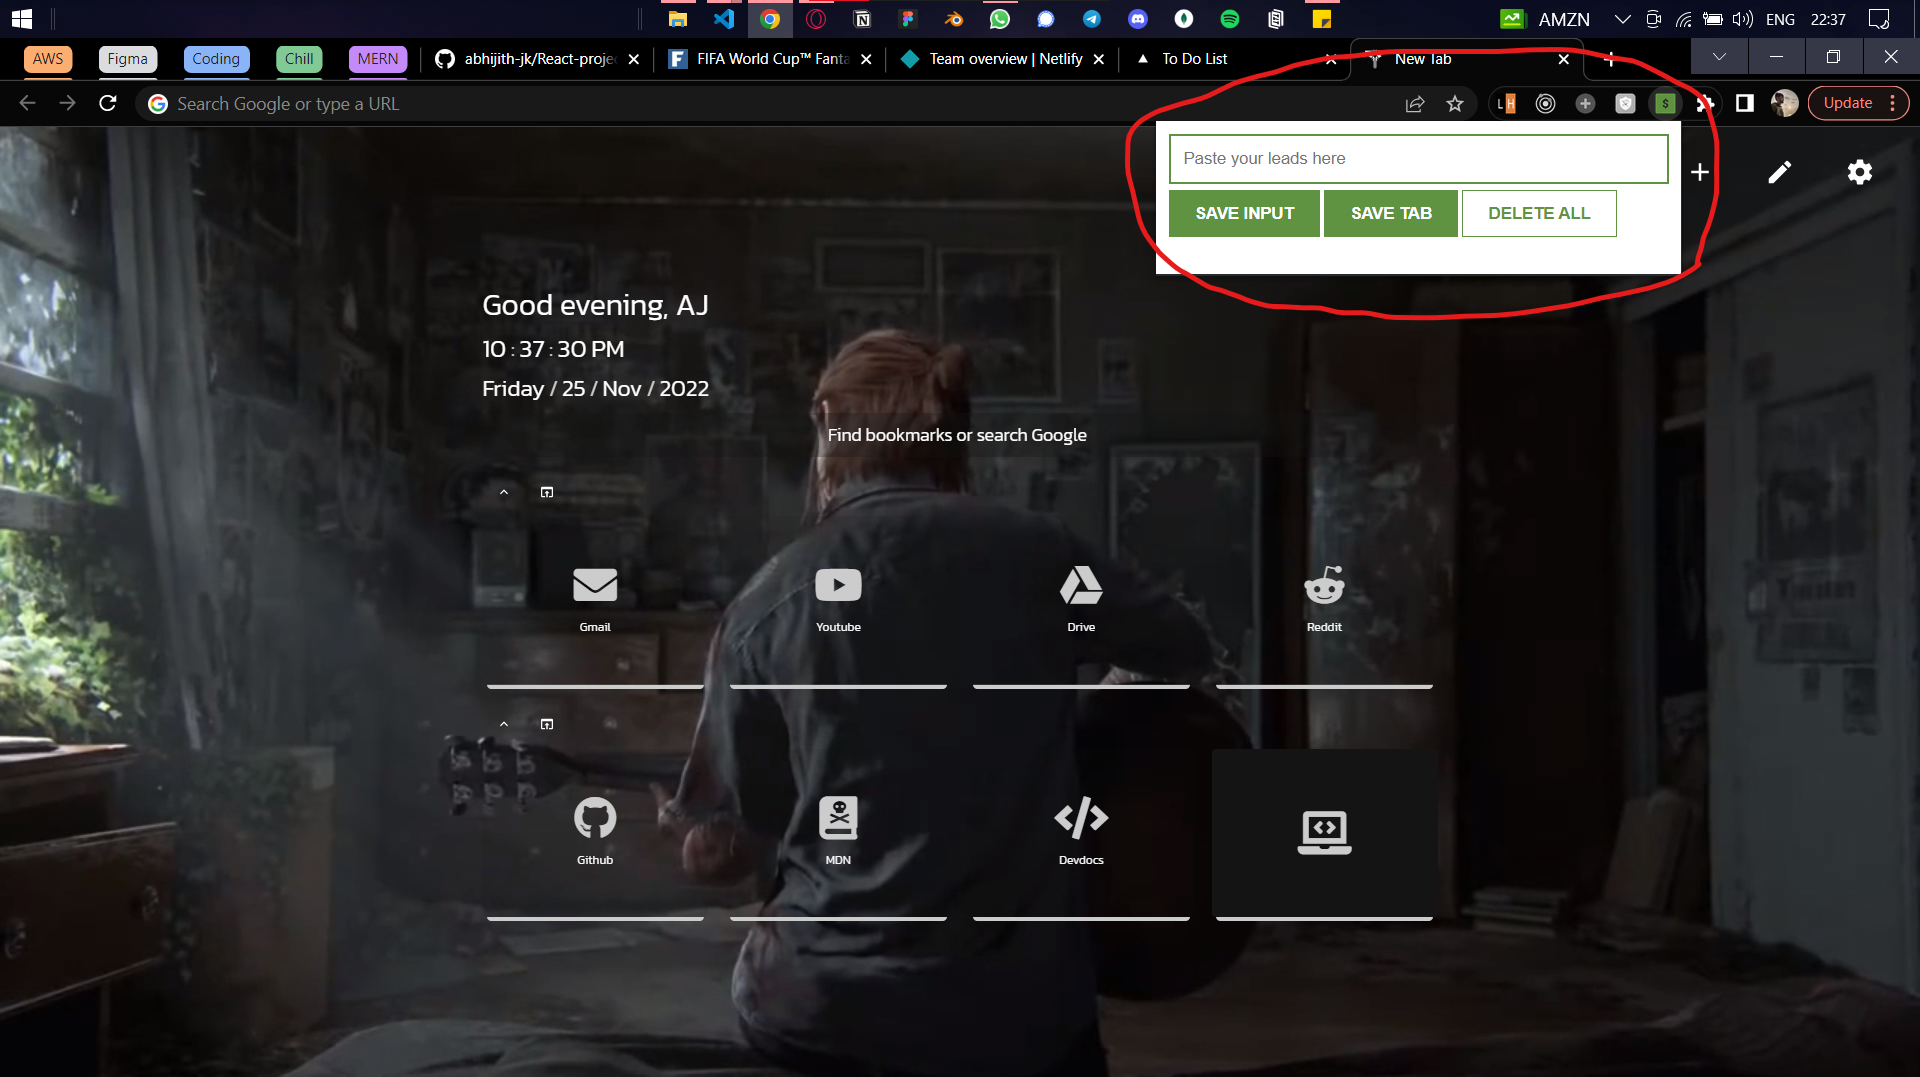 AMZN
ENG
22:37
AWS
Figma
Coding
Chill
MERN
abhijith-jk/React-proje
FIFA World Cup™ Fanta
Team overview | Netlify
To Do List
New Tab
Search Google or type a URL
Update
Paste your leads here
SAVE INPUT
SAVE TAB
DELETE ALL
Good evening, AJ
10 : 37 : 30 PM
Friday / 25 / Nov / 2022
Find bookmarks or search Google
Gmail
Youtube
Drive
Reddit
Github
MDN
Devdocs